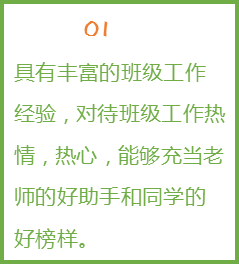 01
具有丰富的班级工作
经验，对待班级工作热
情，热心，能够充当老
师的好助手和同学的
好榜样。